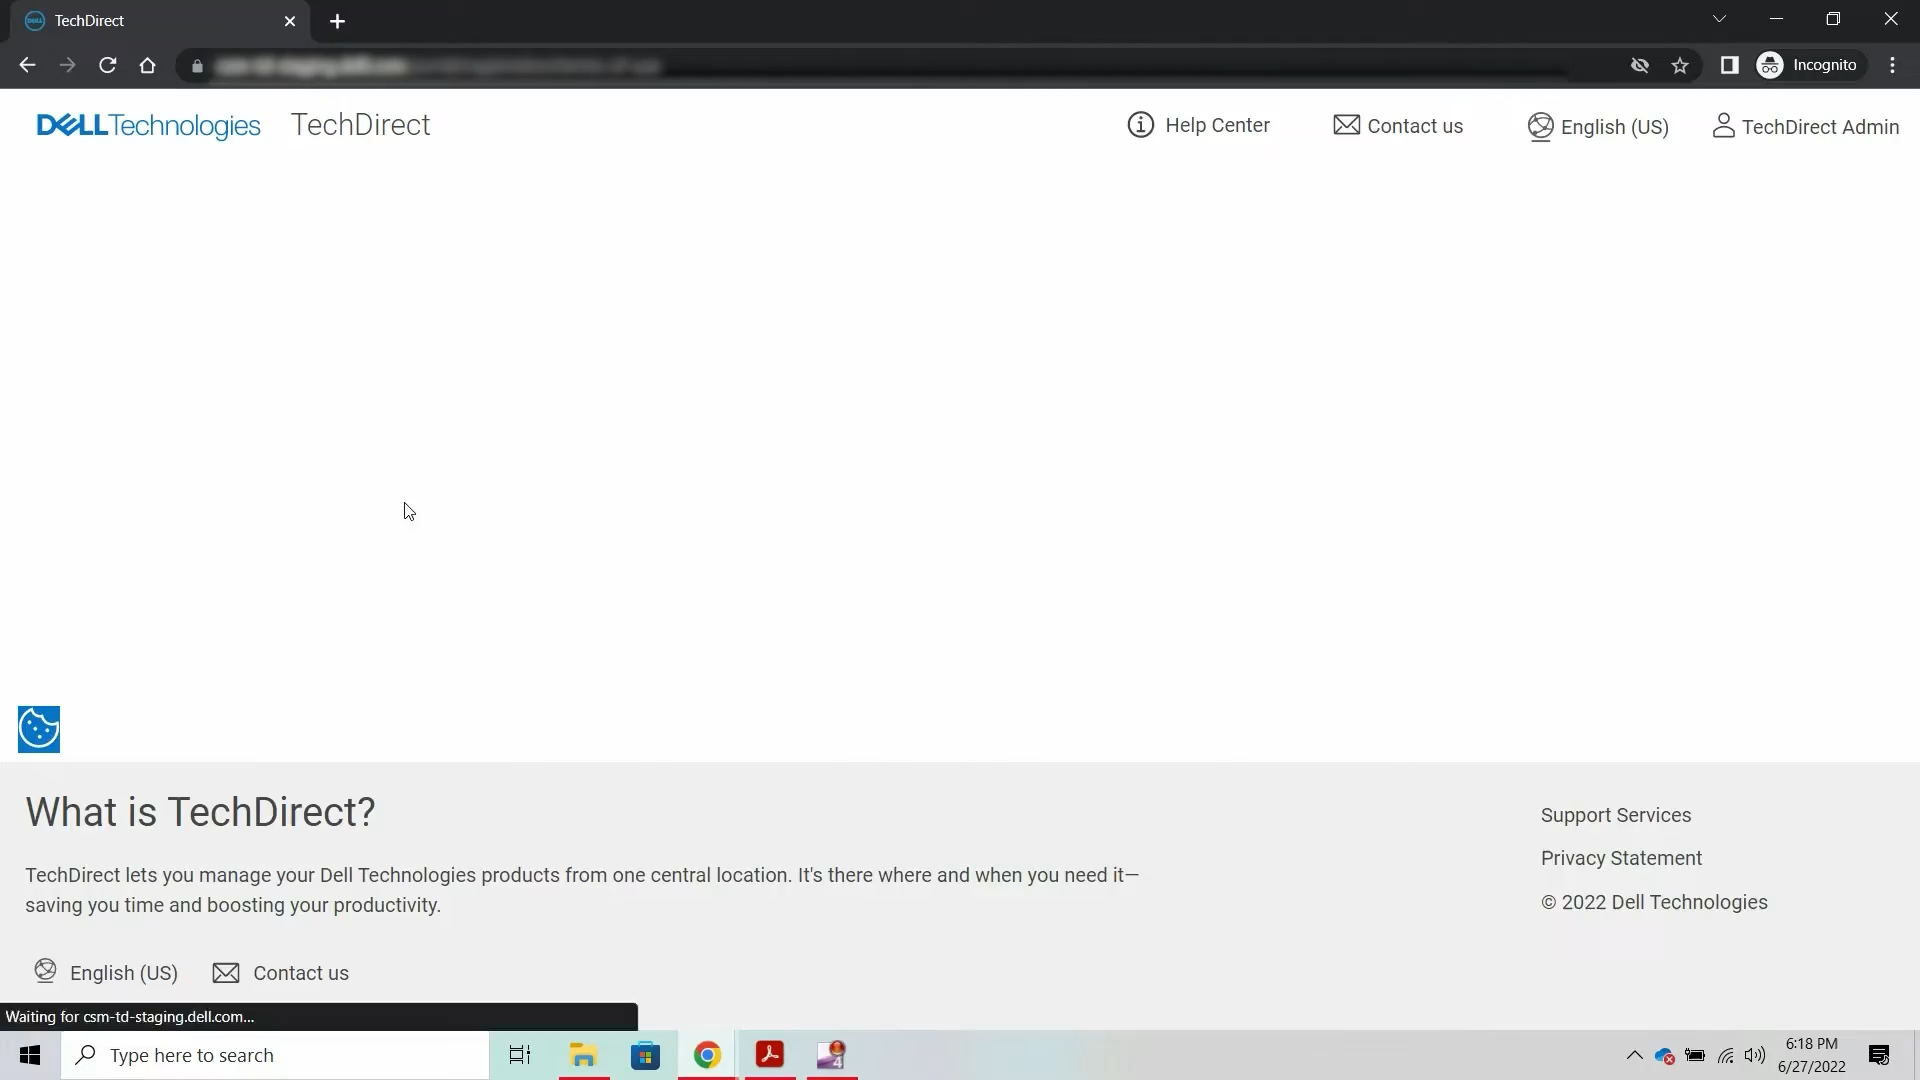 TechDirect
Incognito
DELLTechnologies TechDirect
Help Center
Contact us
English (US)
TechDirect Admin
What is TechDirect?
TechDirect lets you manage your Dell Technologies products from one central location. It's there where and when you need it—
saving you time and boosting your productivity.
Support Services
Privacy Statement
© 2022 Dell Technologies
English (US)
Contact us
Waiting for csm-td-staging.dell.com...
Type here to search
4
6:18 PM
6/27/2022